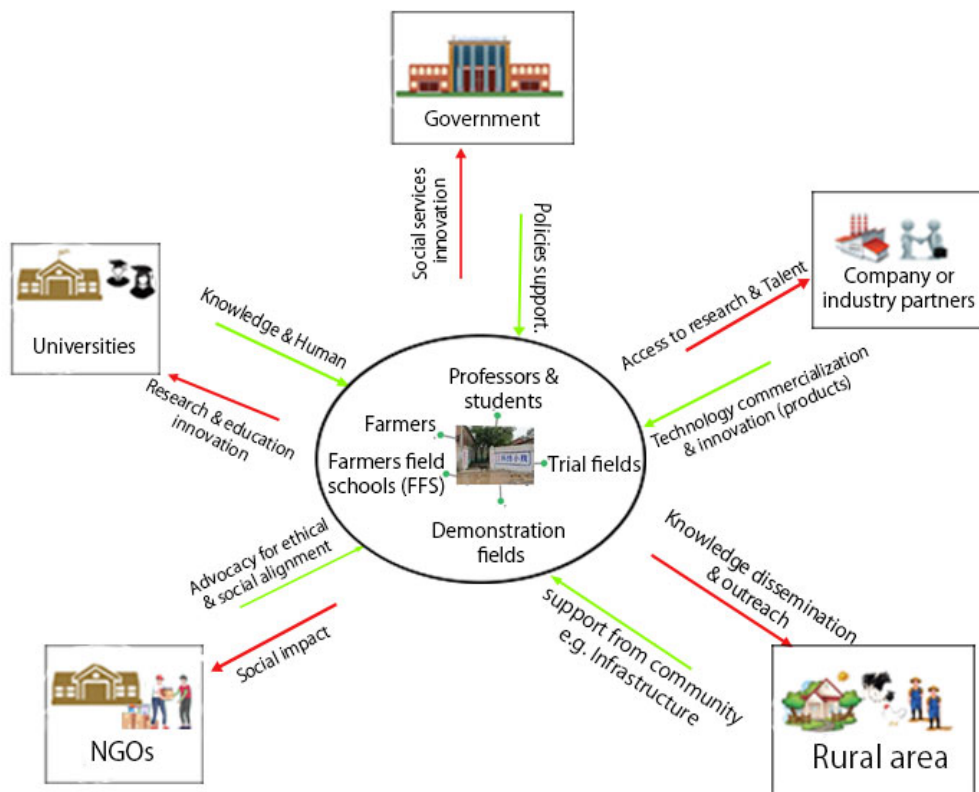 Government
Social services
innovation
Policies support.
Company or
industry partners
Access to research & Talent
Technology commercialization
& innovation (products)
Universities
Knowledge & Human
Research & education
innovation
Professors &
students
Farmers
Farmers field
schools (FFS)
Trial fields
Demonstration
fields
Advocacy for ethical
& social alignment
Social impact
NGOs
Knowledge dissemination
& outreach
support from community
e.g. Infrastructure
Rural area